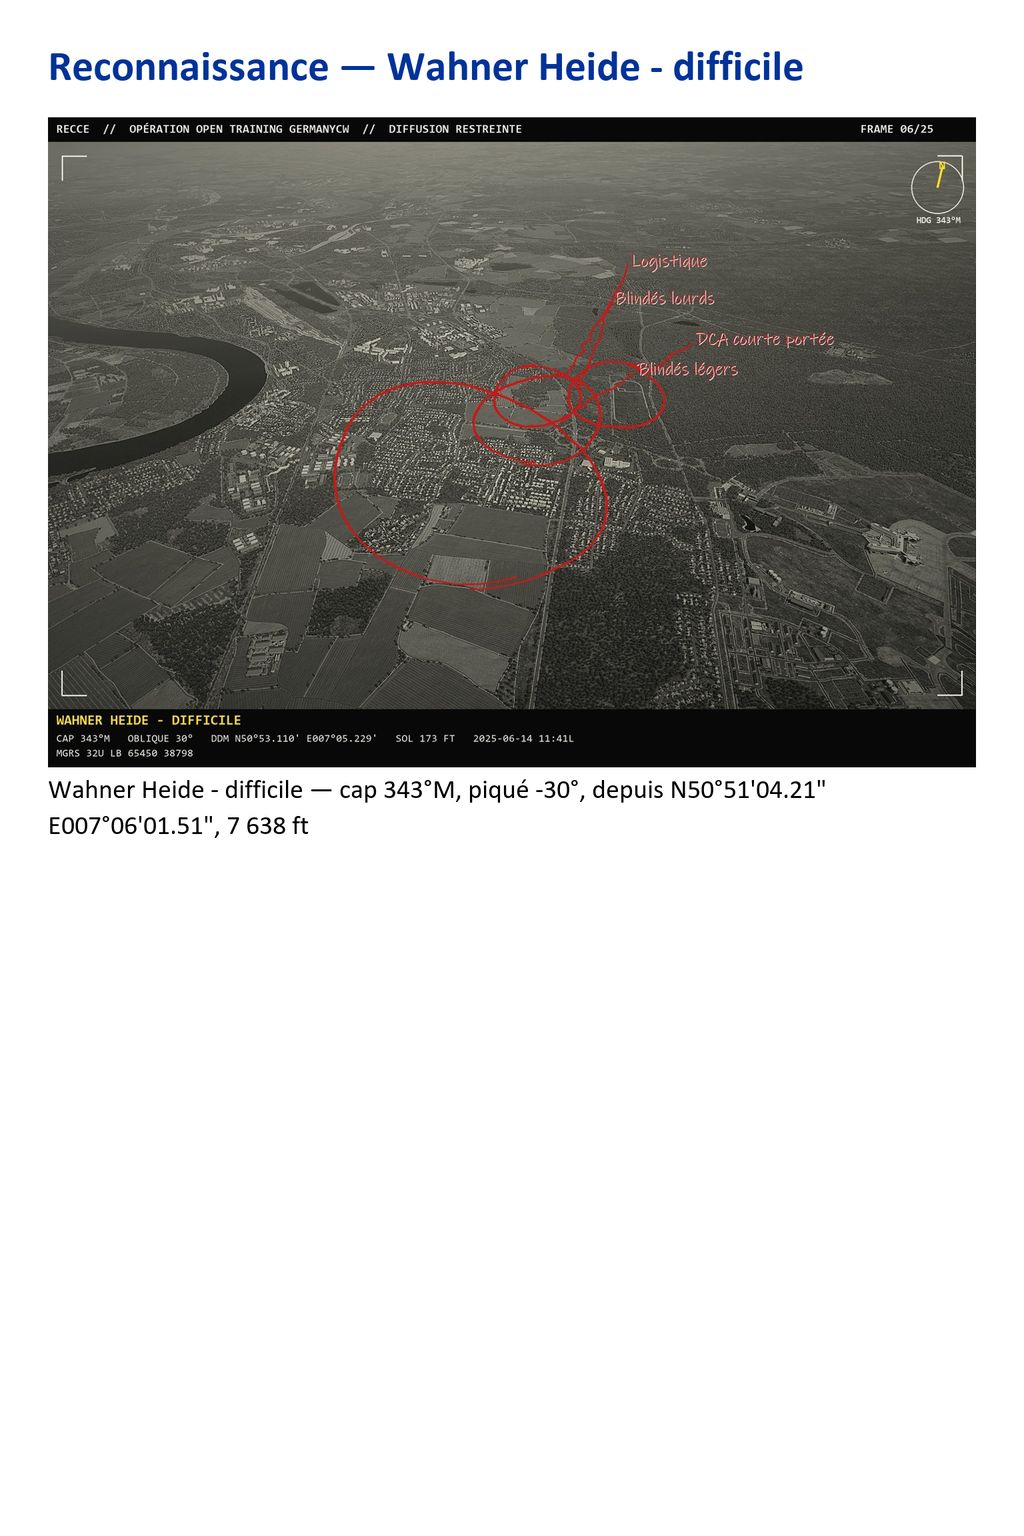 Reconnaissance — Wahner Heide - difficile
RECCE // OPÉRATION OPEN TRAINING GERMANYCW // DIFFUSION RESTREINTE FRAME 06/25
N
HDG 343°M
Logistique
Blindés lourds
DCA courte portée
Blindés légers
WAHNER HEIDE - DIFFICILE
CAP 343°M OBLIQUE 30° DDM N50°53.110' E007°05.229' SOL 173 FT 2025-06-14 11:41L
MGRS 32U LB 65450 38798
Wahner Heide - difficile — cap 343°M, piqué -30°, depuis N50°51'04.21"
E007°06'01.51", 7 638 ft